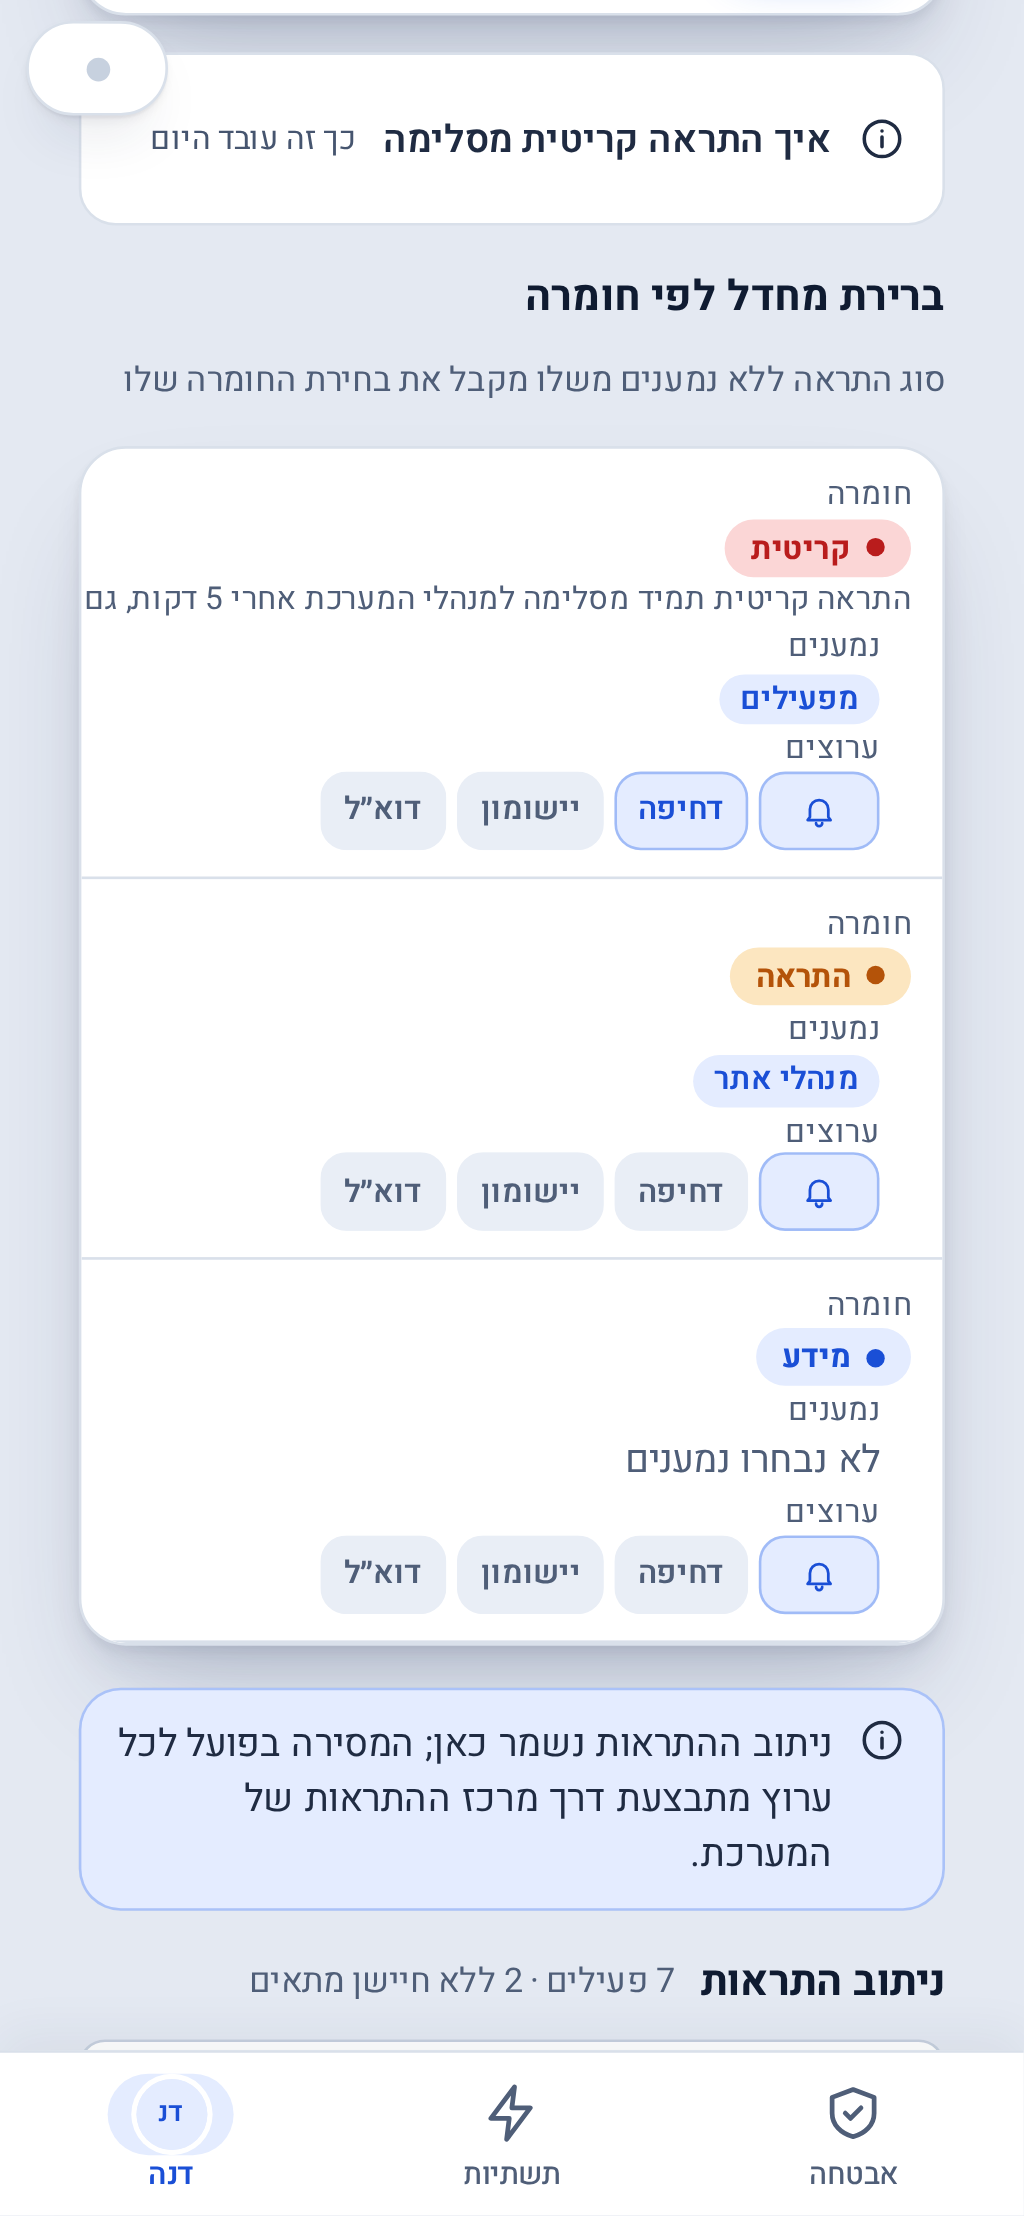 איך התראה קריטית מסלימה כך זה עובד היום
ברירת מחדל לפי חומרה
סוג התראה ללא נמענים משלו מקבל את בחירת החומרה שלו
חומרה
קריטית
התראה קריטית תמיד מסלימה למנהלי המערכת אחרי 5 דקות, גם
נמענים
מפעילים
ערוצים
דחיפה יישומון דוא״ל
חומרה
התראה
נמענים
מנהלי אתר
ערוצים
דחיפה יישומון דוא״ל
חומרה
מידע
נמענים
לא נבחרו נמענים
ערוצים
דחיפה יישומון דוא״ל
ניתוב ההתראות נשמר כאן; המסירה בפועל לכל
ערוץ מתבצעת דרך מרכז ההתראות של
המערכת.
ניתוב התראות 7 פעילים · 2 ללא חיישן מתאים
דנ
אבטחה תשתיות דנה